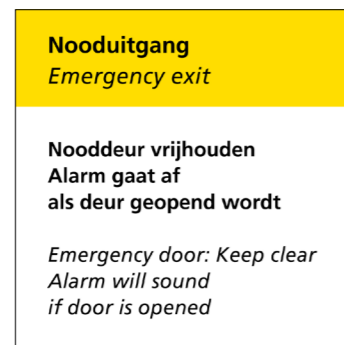 Nooduitgang
Emergency exit
Nooddeur vrijhouden
Alarm gaat af
als deur geopend wordt
Emergency door: Keep clear
Alarm will sound
if door is opened